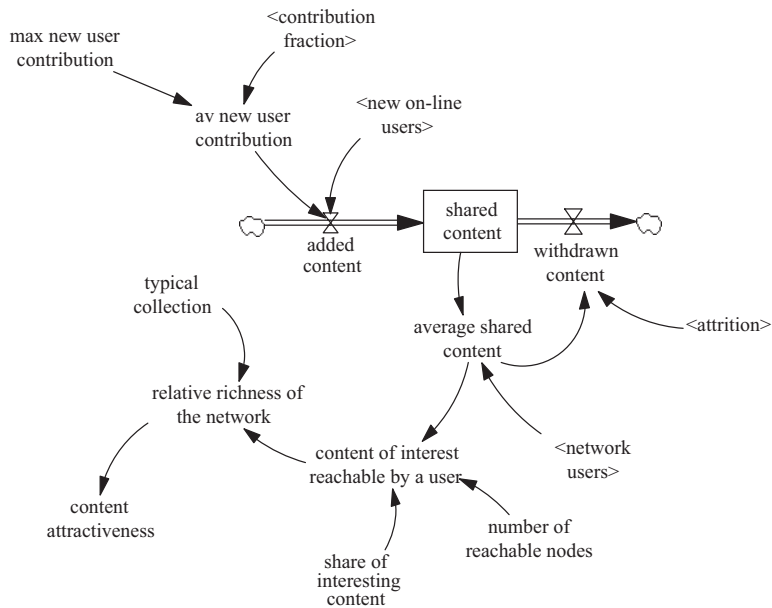 max new user
contribution
<contribution
fraction>
av new user
contribution
<new on-line
users>
shared
content
added
content
withdrawn
content
typical
collection
average shared
content
<attrition>
relative richness of
the network
content of interest
reachable by a user
<network
users>
content
attractiveness
number of
reachable nodes
share of
interesting
content